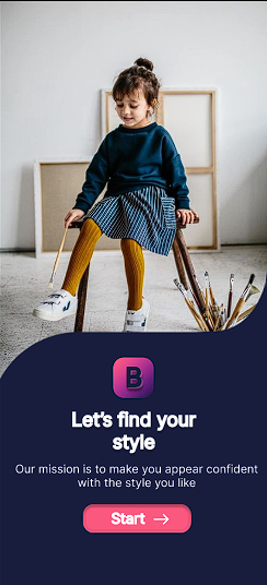 B
Let's find your
style
Our mission is to make you appear confident
with the style you like
Start →